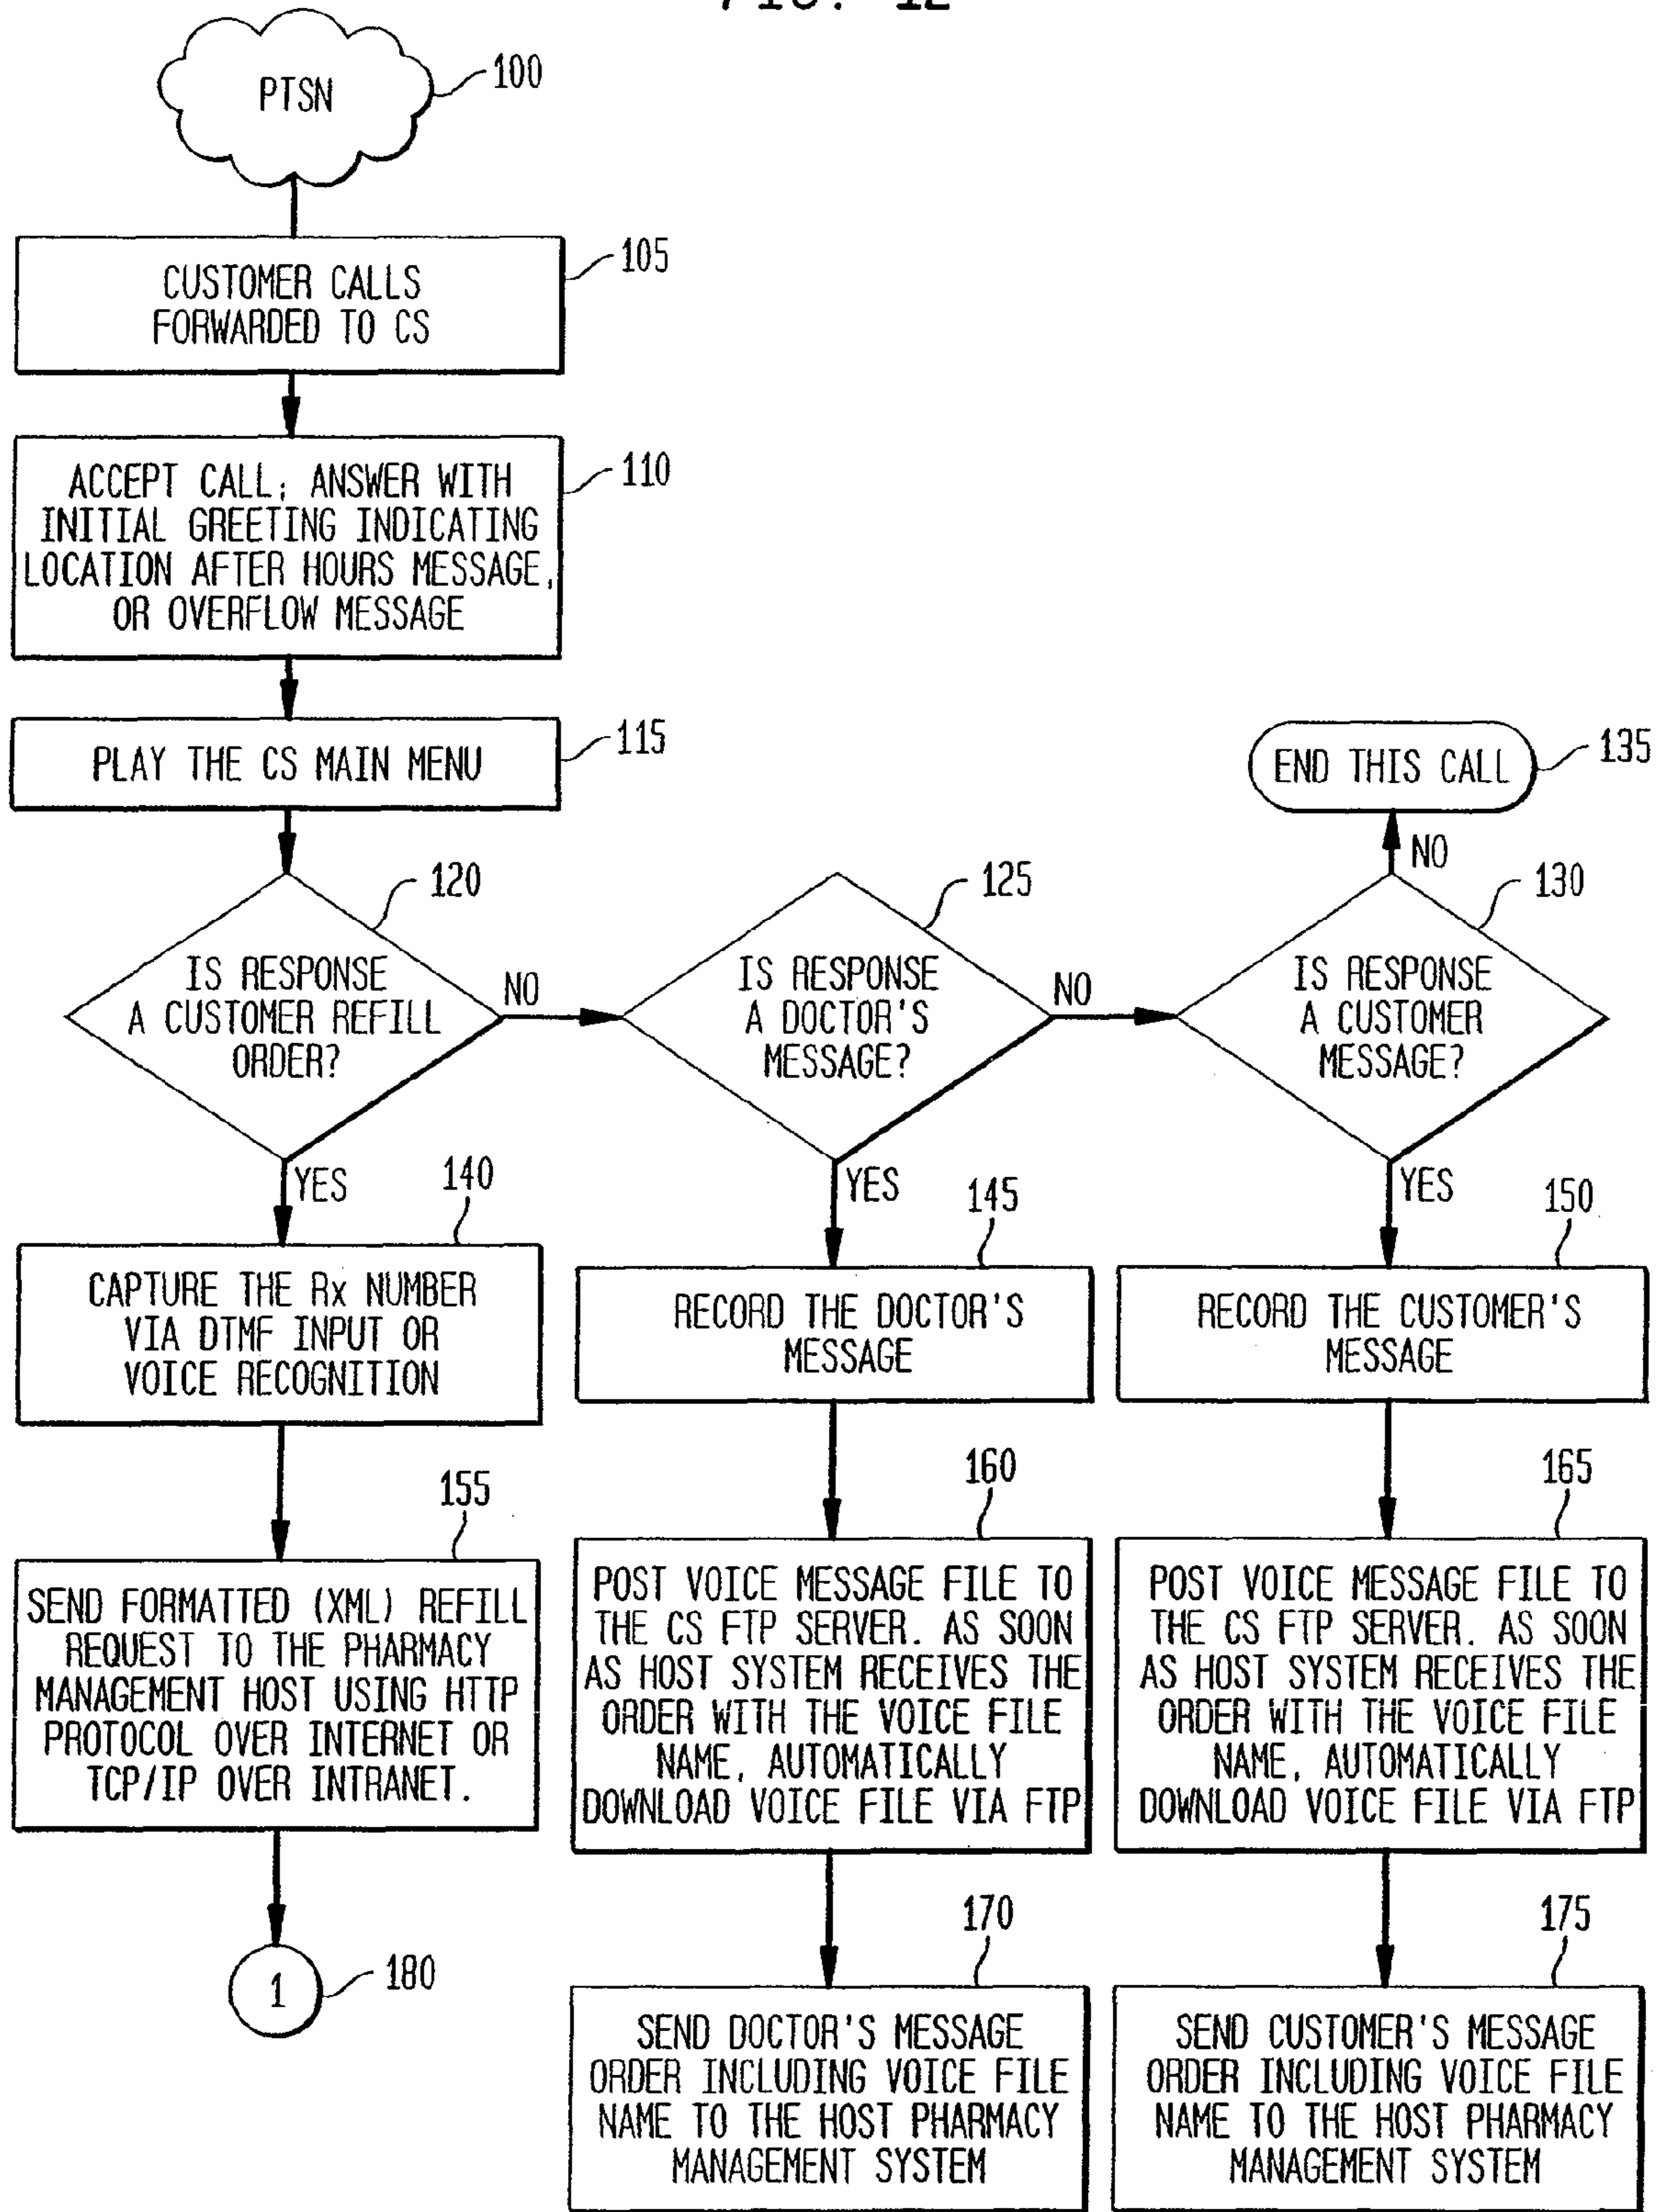 FIG. 12
PTSN
100
CUSTOMER CALLS
FORWARDED TO CS
105
ACCEPT CALL; ANSWER WITH
INITIAL GREETING INDICATING
LOCATION AFTER HOURS MESSAGE,
OR OVERFLOW MESSAGE
110
PLAY THE CS MAIN MENU
115
END THIS CALL
135
NO
120
IS RESPONSE
A CUSTOMER REFILL
ORDER?
NO
125
IS RESPONSE
A DOCTOR'S
MESSAGE?
NO
130
IS RESPONSE
A CUSTOMER
MESSAGE?
YES
140
YES
145
YES
150
CAPTURE THE Rx NUMBER
VIA DTMF INPUT OR
VOICE RECOGNITION
RECORD THE DOCTOR'S
MESSAGE
RECORD THE CUSTOMER'S
MESSAGE
155
SEND FORMATTED (XML) REFILL
REQUEST TO THE PHARMACY
MANAGEMENT HOST USING HTTP
PROTOCOL OVER INTERNET OR
TCP/IP OVER INTRANET.
160
POST VOICE MESSAGE FILE TO
THE CS FTP SERVER. AS SOON
AS HOST SYSTEM RECEIVES THE
ORDER WITH THE VOICE FILE
NAME, AUTOMATICALLY
DOWNLOAD VOICE FILE VIA FTP
165
POST VOICE MESSAGE FILE TO
THE CS FTP SERVER. AS SOON
AS HOST SYSTEM RECEIVES THE
ORDER WITH THE VOICE FILE
NAME, AUTOMATICALLY
DOWNLOAD VOICE FILE VIA FTP
1
180
170
SEND DOCTOR'S MESSAGE
ORDER INCLUDING VOICE FILE
NAME TO THE HOST PHARMACY
MANAGEMENT SYSTEM
175
SEND CUSTOMER'S MESSAGE
ORDER INCLUDING VOICE FILE
NAME TO THE HOST PHARMACY
MANAGEMENT SYSTEM